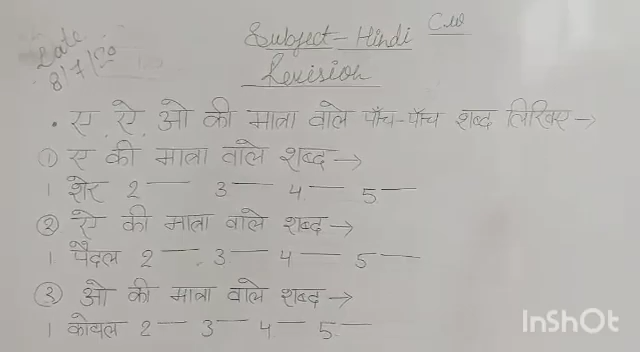 Subject - Hindi C.W
Date 8/7/20
Revision
• ए, ऐ, ओ की मात्रा वाले पाँच-पाँच शब्द लिखिए →
① ए की मात्रा वाले शब्द →
1 शेर 2 — 3 — 4 — 5 —
② ऐ की मात्रा वाले शब्द →
1 पैदल 2 — 3 — 4 — 5 —
③ ओ की मात्रा वाले शब्द →
1 कोयल 2 — 3 — 4 — 5 —
InShOt